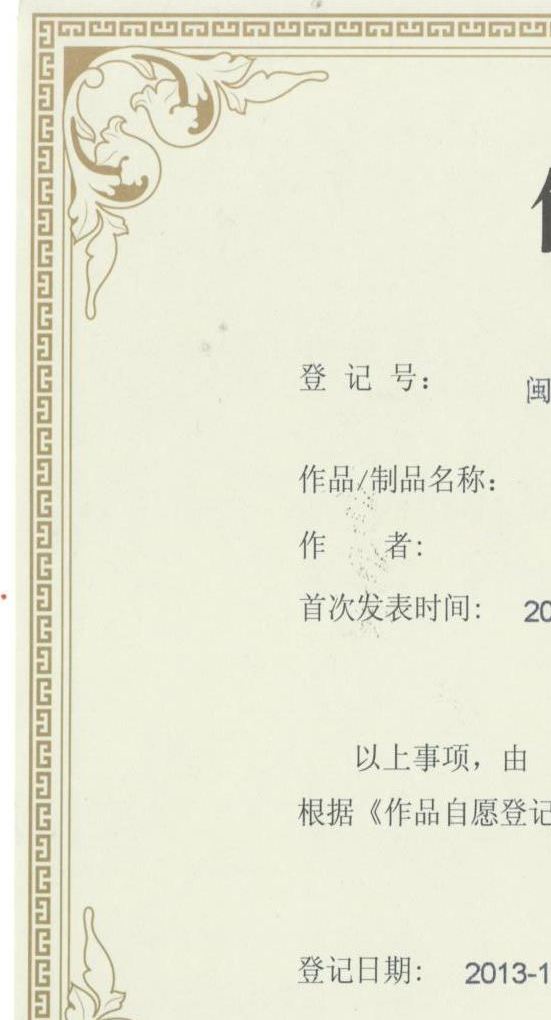 登 记 号: 闽
作品/制品名称:
作 者:
首次发表时间: 20
以上事项，由
根据《作品自愿登记
登记日期: 2013-1